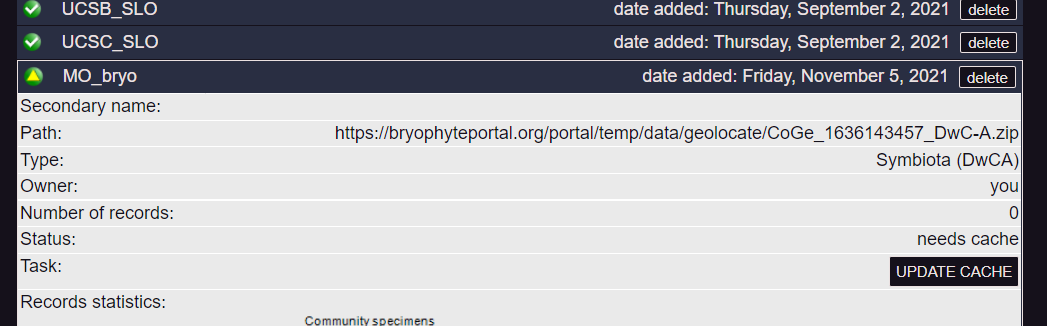 UCSB_SLO date added: Thursday, September 2, 2021 delete
UCSC_SLO date added: Thursday, September 2, 2021 delete
MO_bryo date added: Friday, November 5, 2021 delete
Secondary name:
Path: https://bryophyteportal.org/portal/temp/data/geolocate/CoGe_1636143457_DwC-A.zip
Type: Symbiota (DwCA)
Owner: you
Number of records: 0
Status: needs cache
Task: UPDATE CACHE
Records statistics:
Community specimens